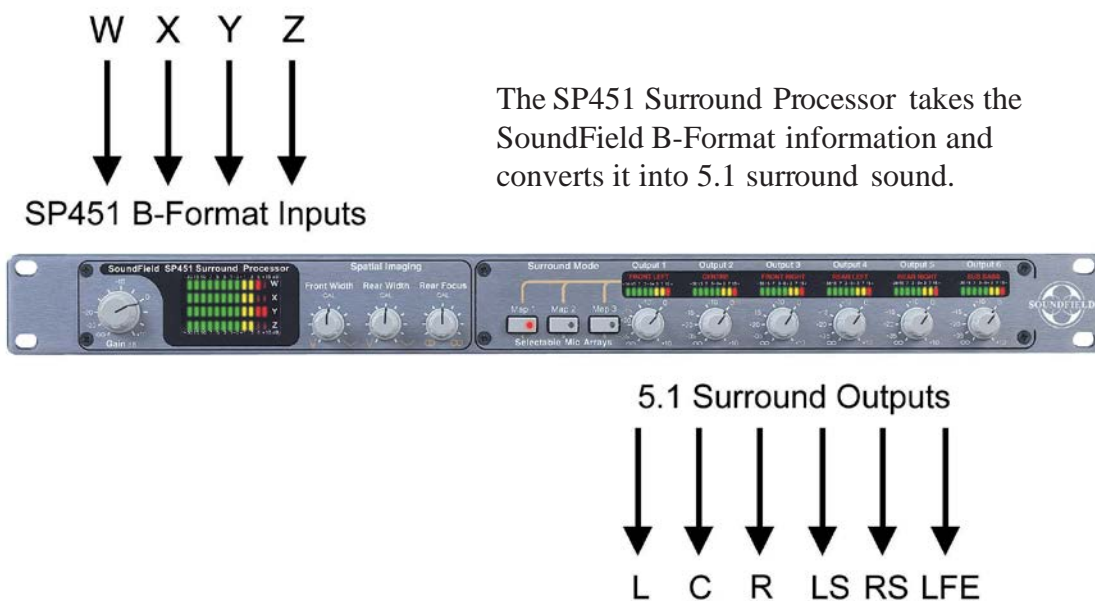 W X Y Z
The SP451 Surround Processor takes the
SoundField B-Format information and
converts it into 5.1 surround sound.
SP451 B-Format Inputs
SoundField SP451 Surround Processor
W
X
Y
Z
Gain
Spatial Imaging
Front Width Rear Width Rear Focus
CAL CAL CAL
Surround Mode
Map 1 Map 2 Map 3
Selectable Mic Arrays
Output 1 Output 2 Output 3 Output 4 Output 5 Output 6
FRONT LEFT CENTRE FRONT RIGHT REAR LEFT REAR RIGHT SUB BASS
SOUNDFIELD
5.1 Surround Outputs
L C R LS RS LFE